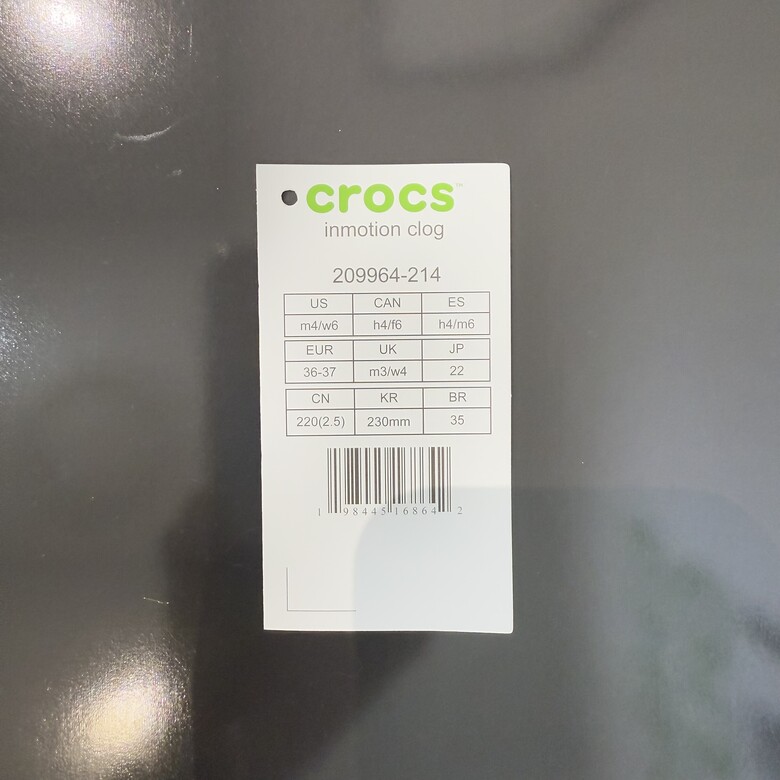 crocs™
inmotion clog
209964-214
US CAN ES
m4/w6 h4/f6 h4/m6
EUR UK JP
36-37 m3/w4 22
CN KR BR
220(2.5) 230mm 35
1 98445 16864 2